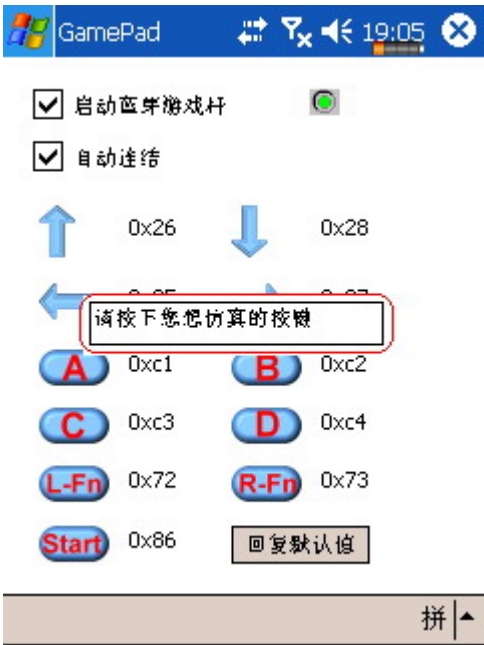 GamePad 19:05
启动蓝芽游戏杆
自动连结
0x26 0x28
请按下您想仿真的按键
A 0xc1 B 0xc2
C 0xc3 D 0xc4
L-Fn 0x72 R-Fn 0x73
Start 0x86 回复默认值
拼